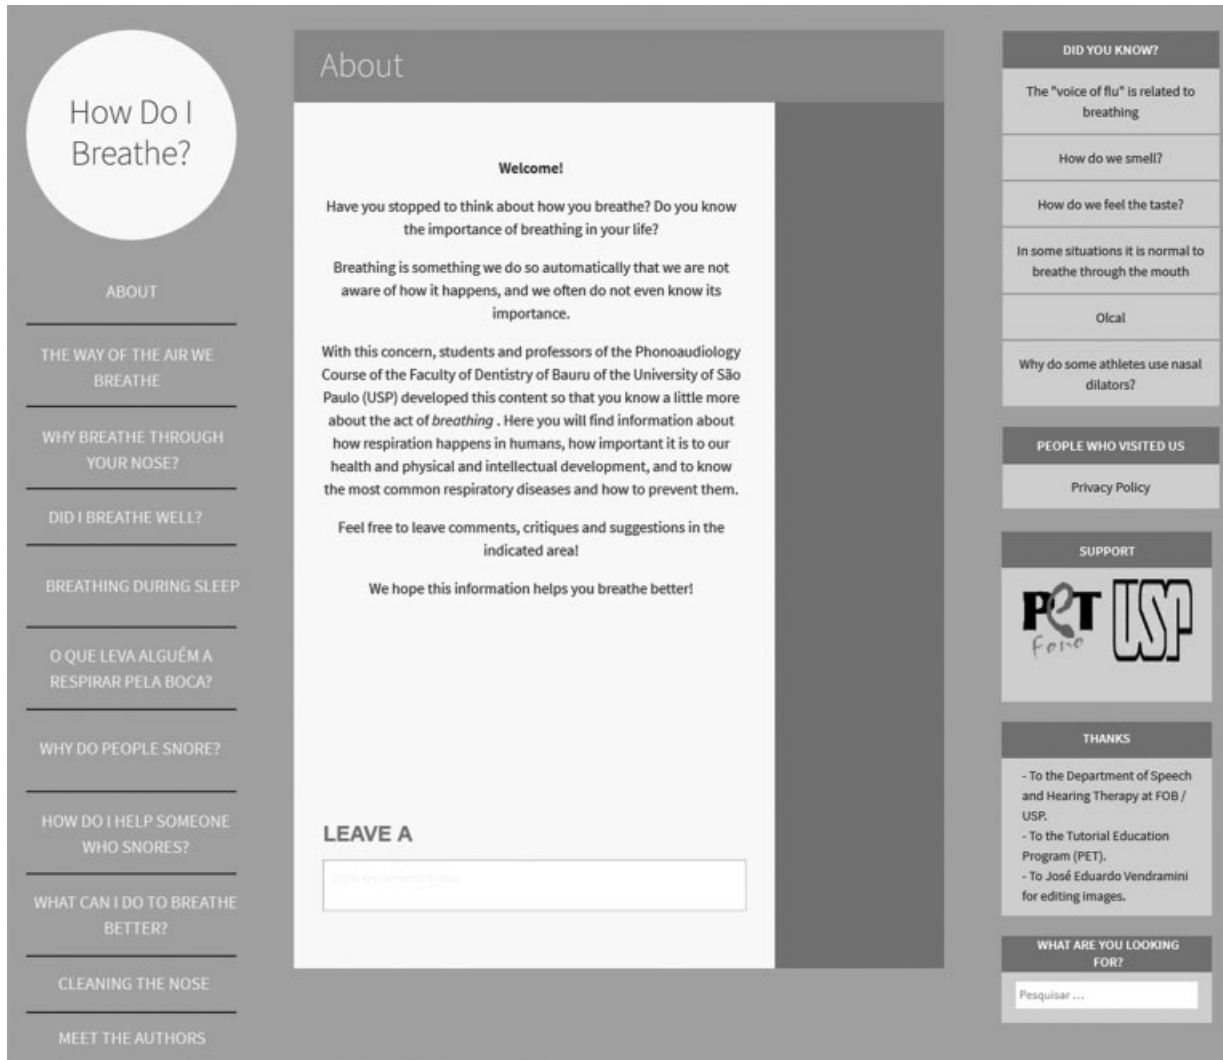 How Do I
Breathe?
ABOUT
THE WAY OF THE AIR WE
BREATHE
WHY BREATHE THROUGH
YOUR NOSE?
DID I BREATHE WELL?
BREATHING DURING SLEEP
O QUE LEVA ALGUÉM A
RESPIRAR PELA BOCA?
WHY DO PEOPLE SNORE?
HOW DO I HELP SOMEONE
WHO SNORES?
WHAT CAN I DO TO BREATHE
BETTER?
CLEANING THE NOSE
MEET THE AUTHORS
About
Welcome!
Have you stopped to think about how you breathe? Do you know
the importance of breathing in your life?
Breathing is something we do so automatically that we are not
aware of how it happens, and we often do not even know its
importance.
With this concern, students and professors of the Phonoaudiology
Course of the Faculty of Dentistry of Bauru of the University of São
Paulo (USP) developed this content so that you know a little more
about the act of breathing . Here you will find information about
how respiration happens in humans, how important it is to our
health and physical and intellectual development, and to know
the most common respiratory diseases and how to prevent them.
Feel free to leave comments, critiques and suggestions in the
indicated area!
We hope this information helps you breathe better!
LEAVE A
DID YOU KNOW?
The "voice of flu" is related to
breathing
How do we smell?
How do we feel the taste?
In some situations it is normal to
breathe through the mouth
Olcal
Why do some athletes use nasal
dilators?
PEOPLE WHO VISITED US
Privacy Policy
SUPPORT
PET USP
Fono
THANKS
- To the Department of Speech
and Hearing Therapy at FOB /
USP.
- To the Tutorial Education
Program (PET).
- To José Eduardo Vendramini
for editing images.
WHAT ARE YOU LOOKING
FOR?
Pesquisar ...